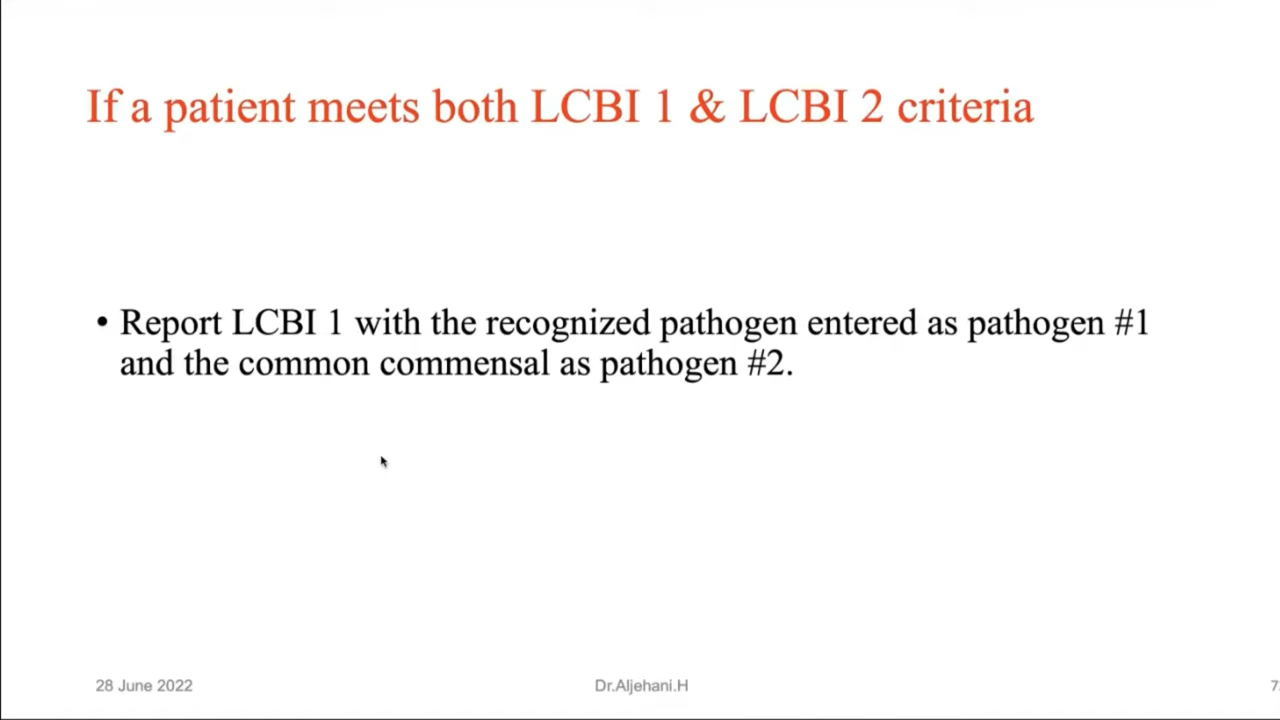 If a patient meets both LCBI 1 & LCBI 2 criteria
• Report LCBI 1 with the recognized pathogen entered as pathogen #1
and the common commensal as pathogen #2.
28 June 2022
Dr.Aljehani.H